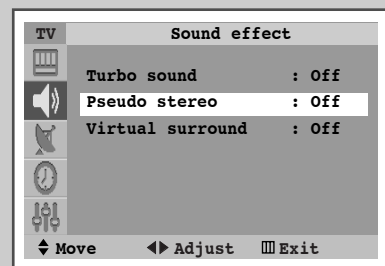 TV Sound effect
Turbo sound : Off
Pseudo stereo : Off
Virtual surround : Off
Move Adjust Exit